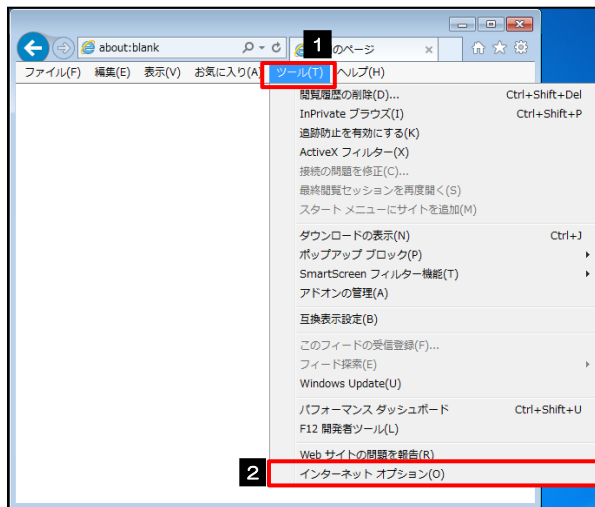 about:blank
1
のページ
ファイル(F) 編集(E) 表示(V) お気に入り(A) ツール(T) ヘルプ(H)
閲覧履歴の削除(D)... Ctrl+Shift+Del
InPrivate ブラウズ(I) Ctrl+Shift+P
追跡防止を有効にする(K)
ActiveX フィルター(X)
接続の問題を修正(C)...
最終閲覧セッションを再度開く(S)
スタート メニューにサイトを追加(M)
ダウンロードの表示(N) Ctrl+J
ポップアップ ブロック(P)
SmartScreen フィルター機能(T)
アドオンの管理(A)
互換表示設定(B)
このフィードの受信登録(F)...
フィード探索(E)
Windows Update(U)
パフォーマンス ダッシュボード Ctrl+Shift+U
F12 開発者ツール(L)
Web サイトの問題を報告(R)
2
インターネット オプション(O)